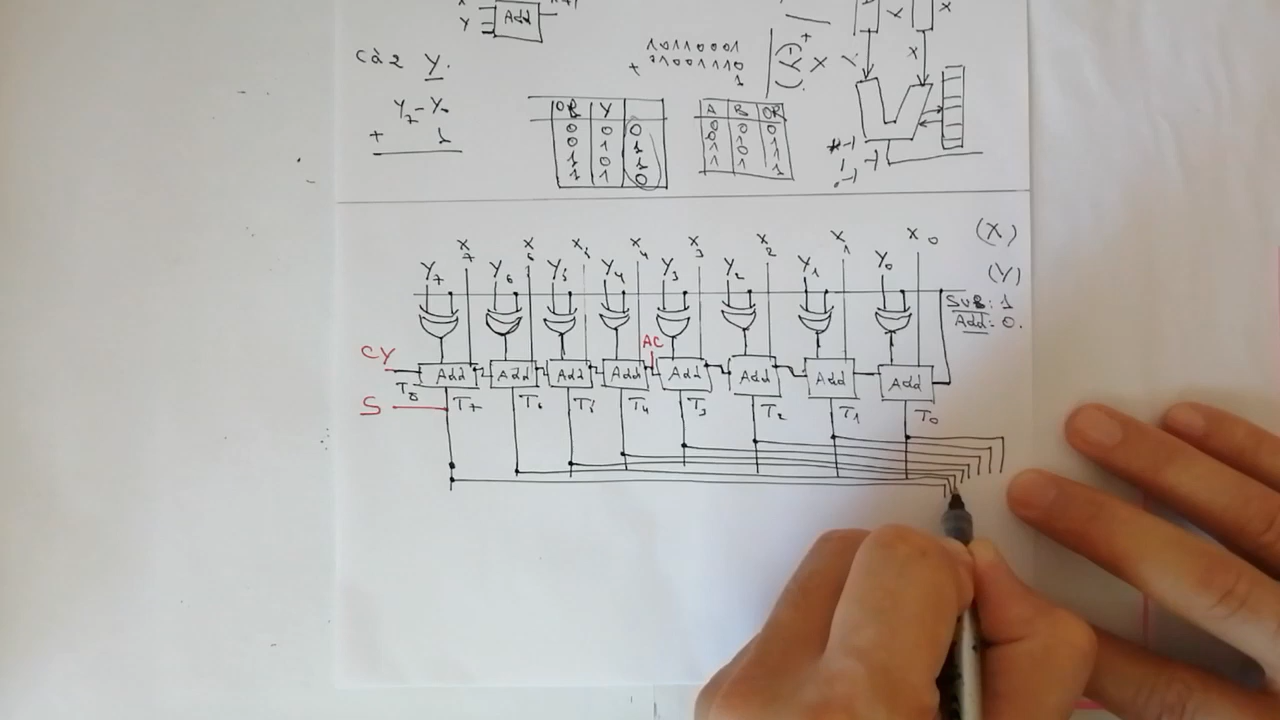 Y
Add
cà2 Y.
Y7-Y0
+ 1
+
1
OR Y
0 0 0
0 1 1
1 0 1
1 1 0
A B OR
0 0 0
0 1 1
1 0 1
1 1 1
X
+ (-Y)
Y
X
A
Y
X
(X)
(Y)
X7 X6 X5 X4 X3 X2 X1 X0
Y7 Y6 Y5 Y4 Y3 Y2 Y1 Y0
SUB: 1
Add: 0.
CY
AC
Add Add Add Add Add Add Add Add
T8
S
T7 T6 T5 T4 T3 T2 T1 T0